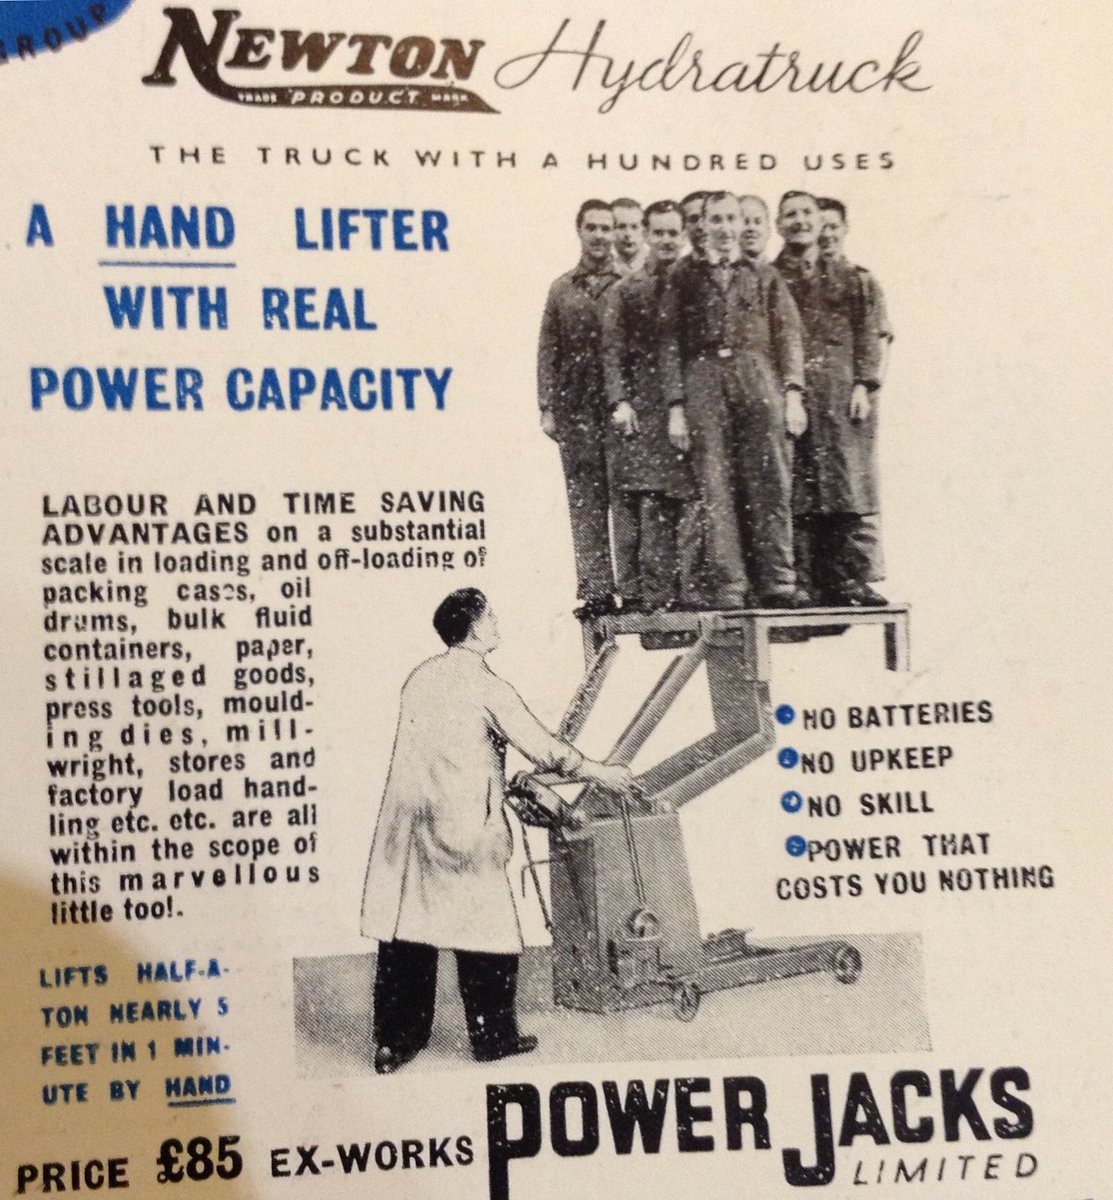 GROUP
NEWTON Hydratruck
TRADE PRODUCT MARK
THE TRUCK WITH A HUNDRED USES
A HAND LIFTER
WITH REAL
POWER CAPACITY
LABOUR AND TIME SAVING
ADVANTAGES on a substantial
scale in loading and off-loading of
packing cases, oil
drums, bulk fluid
containers, paper,
stillaged goods,
press tools, mould-
ing dies, mill-
wright, stores and
factory load hand-
ling etc. etc. are all
within the scope of
this marvellous
little tool.
NO BATTERIES
NO UPKEEP
NO SKILL
POWER THAT
COSTS YOU NOTHING
LIFTS HALF-A-
TON NEARLY 5
FEET IN 1 MIN-
UTE BY HAND
PRICE £85 EX-WORKS
POWER JACKS
LIMITED